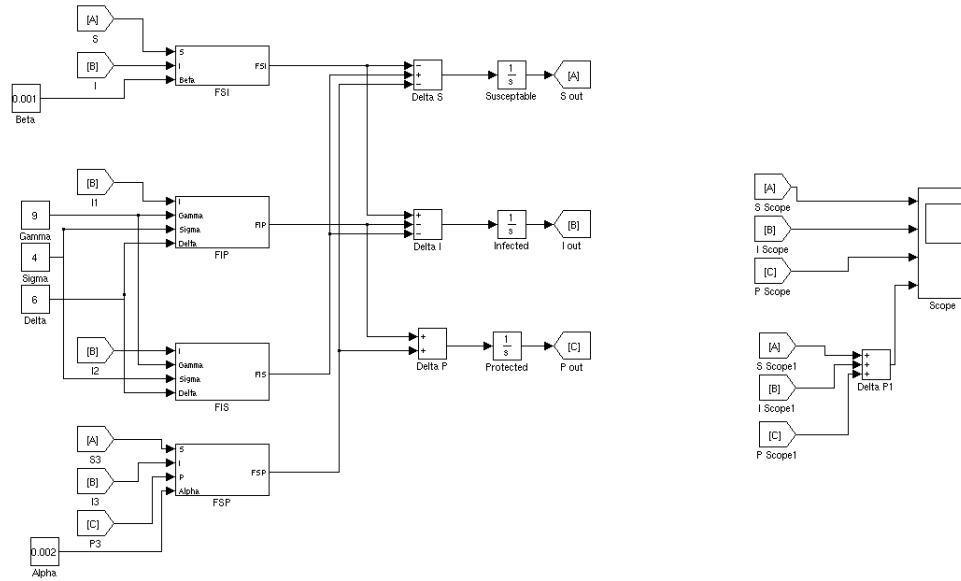 [A]
S
[B]
I
0.001
Beta
S
I
Beta
FSI
FSI
−
+
−
Delta S
1
s
Susceptable
[A]
S out
[B]
I1
9
Gamma
4
Sigma
6
Delta
I
Gamma
Sigma
Delta
FIP
FIP
+
−
−
Delta I
1
s
Infected
[B]
I out
[B]
I2
I
Gamma
Sigma
Delta
FIS
FIS
+
+
Delta P
1
s
Protected
[C]
P out
[A]
S3
[B]
I3
[C]
P3
0.002
Alpha
S
I
P
Alpha
FSP
FSP
[A]
S Scope
[B]
I Scope
[C]
P Scope
Scope
[A]
S Scope1
[B]
I Scope1
[C]
P Scope1
+
+
+
Delta P1